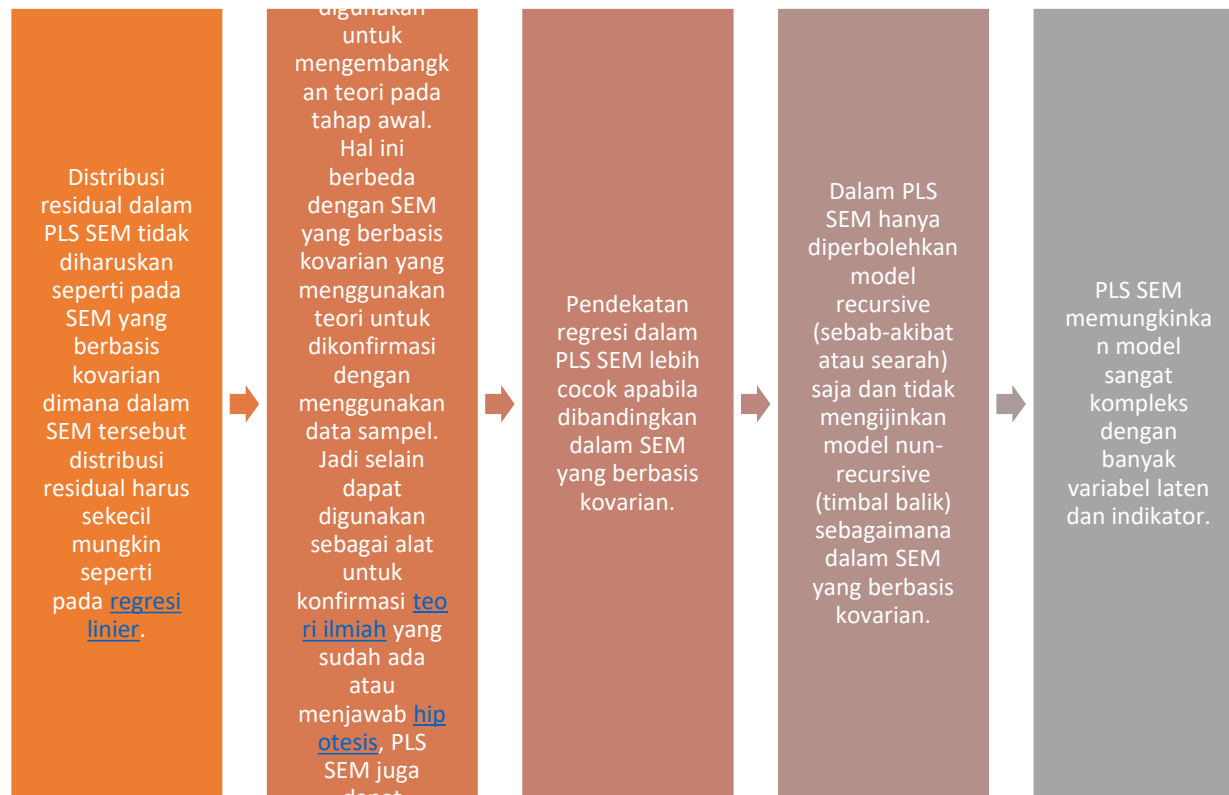 Distribusi
residual dalam
PLS SEM tidak
diharuskan
seperti pada
SEM yang
berbasis
kovarian
dimana dalam
SEM tersebut
distribusi
residual harus
sekecil
mungkin
seperti
pada regresi
linier.
digunakan
untuk
mengembangk
an teori pada
tahap awal.
Hal ini
berbeda
dengan SEM
yang berbasis
kovarian yang
menggunakan
teori untuk
dikonfirmasi
dengan
menggunakan
data sampel.
Jadi selain
dapat
digunakan
sebagai alat
untuk
konfirmasi teo
ri ilmiah yang
sudah ada
atau
menjawab hip
otesis, PLS
SEM juga
dapat
Pendekatan
regresi dalam
PLS SEM lebih
cocok apabila
dibandingkan
dalam SEM
yang berbasis
kovarian.
Dalam PLS
SEM hanya
diperbolehkan
model
recursive
(sebab-akibat
atau searah)
saja dan tidak
mengijinkan
model nun-
recursive
(timbal balik)
sebagaimana
dalam SEM
yang berbasis
kovarian.
PLS SEM
memungkinka
n model
sangat
kompleks
dengan
banyak
variabel laten
dan indikator.